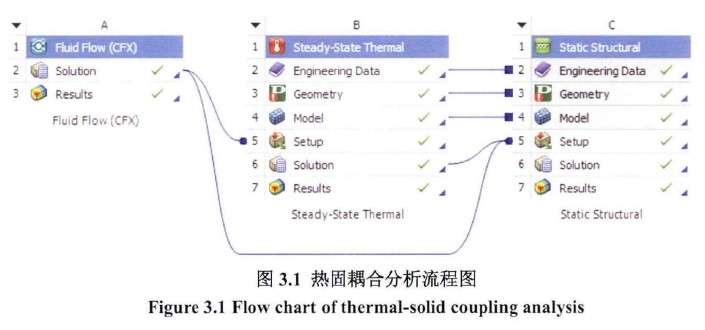 A
1 Fluid Flow (CFX)
2 Solution
3 Results
Fluid Flow (CFX)
B
1 Steady-State Thermal
2 Engineering Data
3 Geometry
4 Model
5 Setup
6 Solution
7 Results
Steady-State Thermal
C
1 Static Structural
2 Engineering Data
3 Geometry
4 Model
5 Setup
6 Solution
7 Results
Static Structural
图 3.1 热固耦合分析流程图
Figure 3.1 Flow chart of thermal-solid coupling analysis